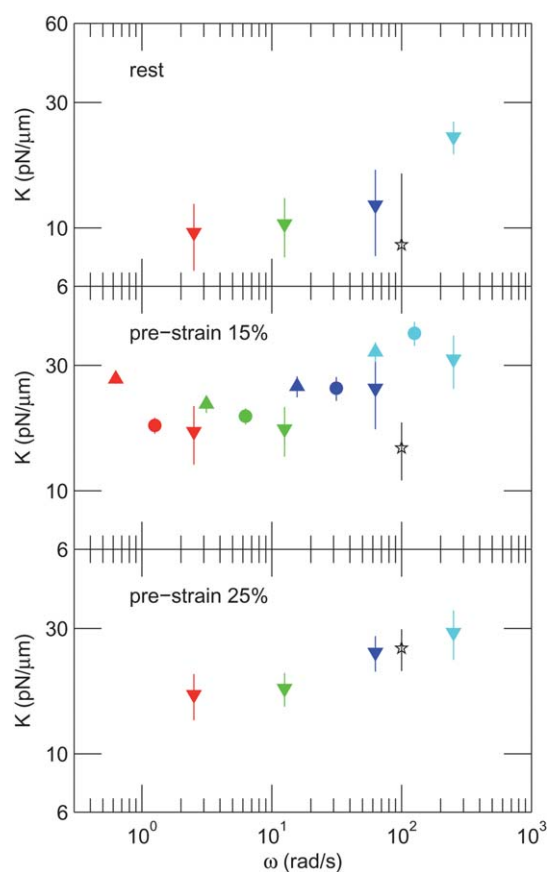 60
30
10
6
K (pN/μm)
rest
30
10
6
K (pN/μm)
pre−strain 15%
30
10
6
K (pN/μm)
pre−strain 25%
10⁰ 10¹ 10² 10³
ω (rad/s)